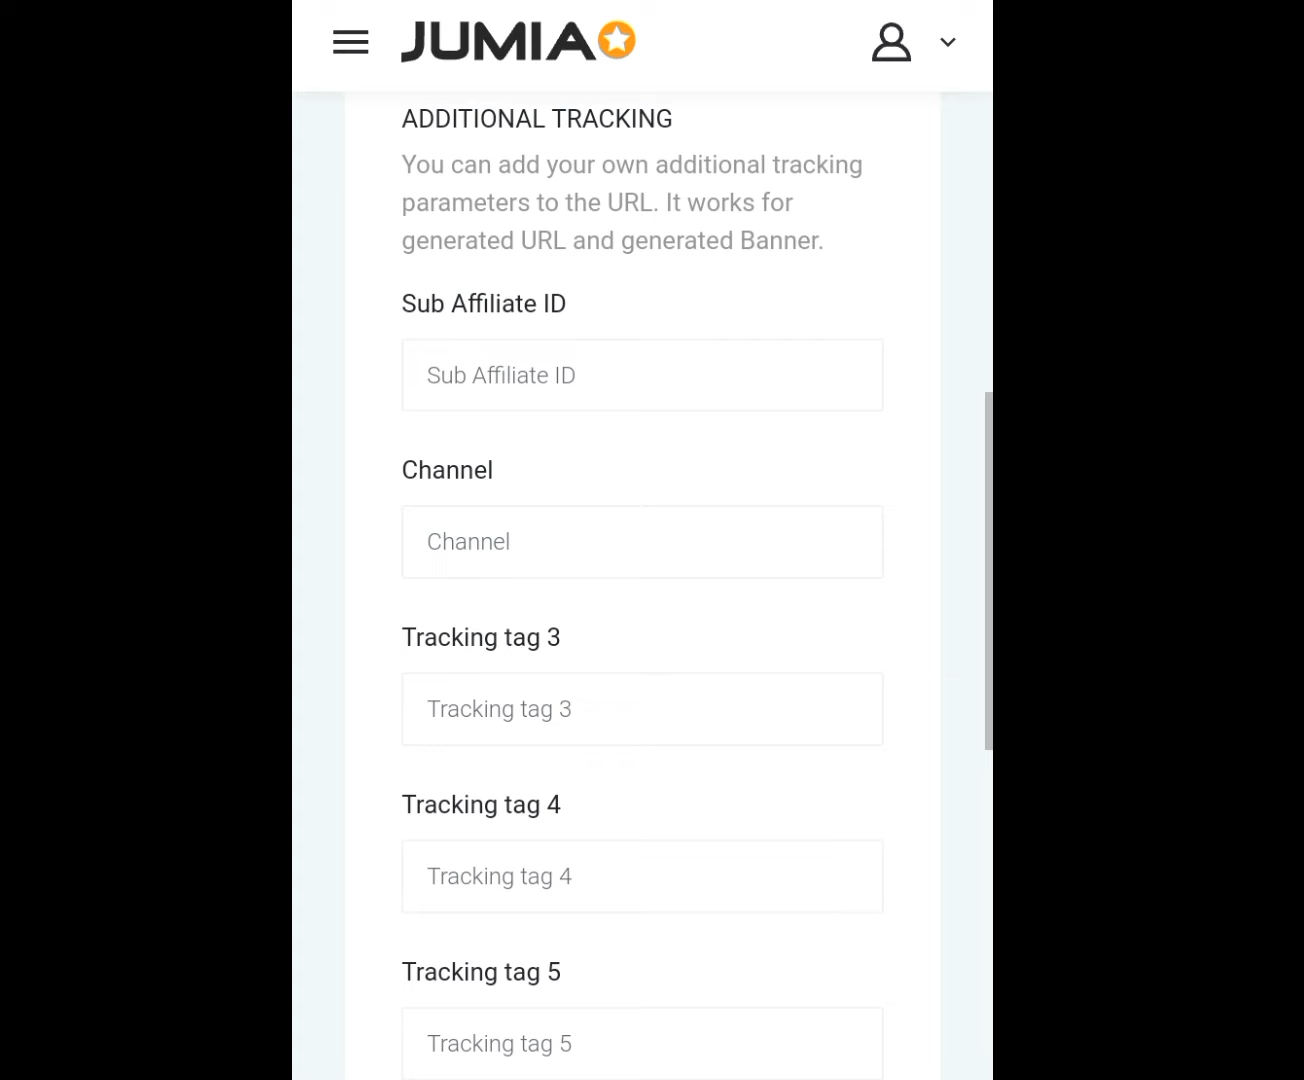 JUMIA
ADDITIONAL TRACKING
You can add your own additional tracking
parameters to the URL. It works for
generated URL and generated Banner.
Sub Affiliate ID
Sub Affiliate ID
Channel
Channel
Tracking tag 3
Tracking tag 3
Tracking tag 4
Tracking tag 4
Tracking tag 5
Tracking tag 5